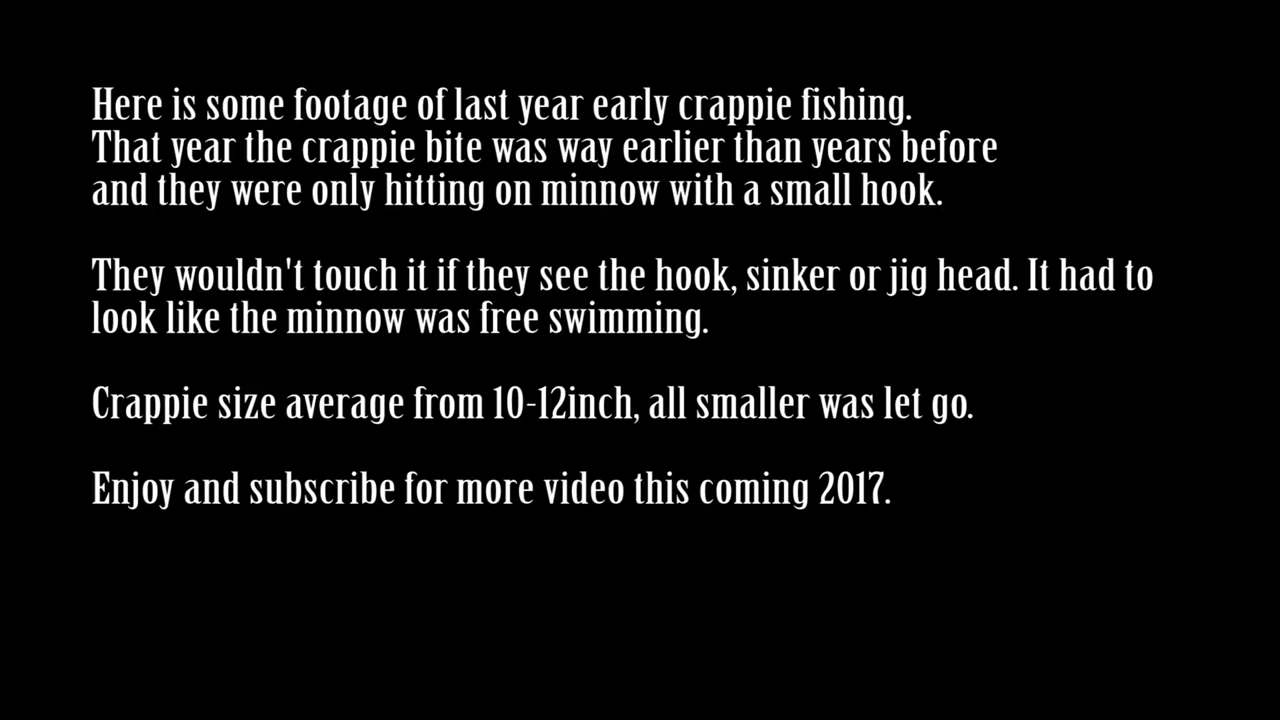 Here is some footage of last year early crappie fishing.
That year the crappie bite was way earlier than years before
and they were only hitting on minnow with a small hook.
They wouldn't touch it if they see the hook, sinker or jig head. It had to
look like the minnow was free swimming.
Crappie size average from 10-12inch, all smaller was let go.
Enjoy and subscribe for more video this coming 2017.